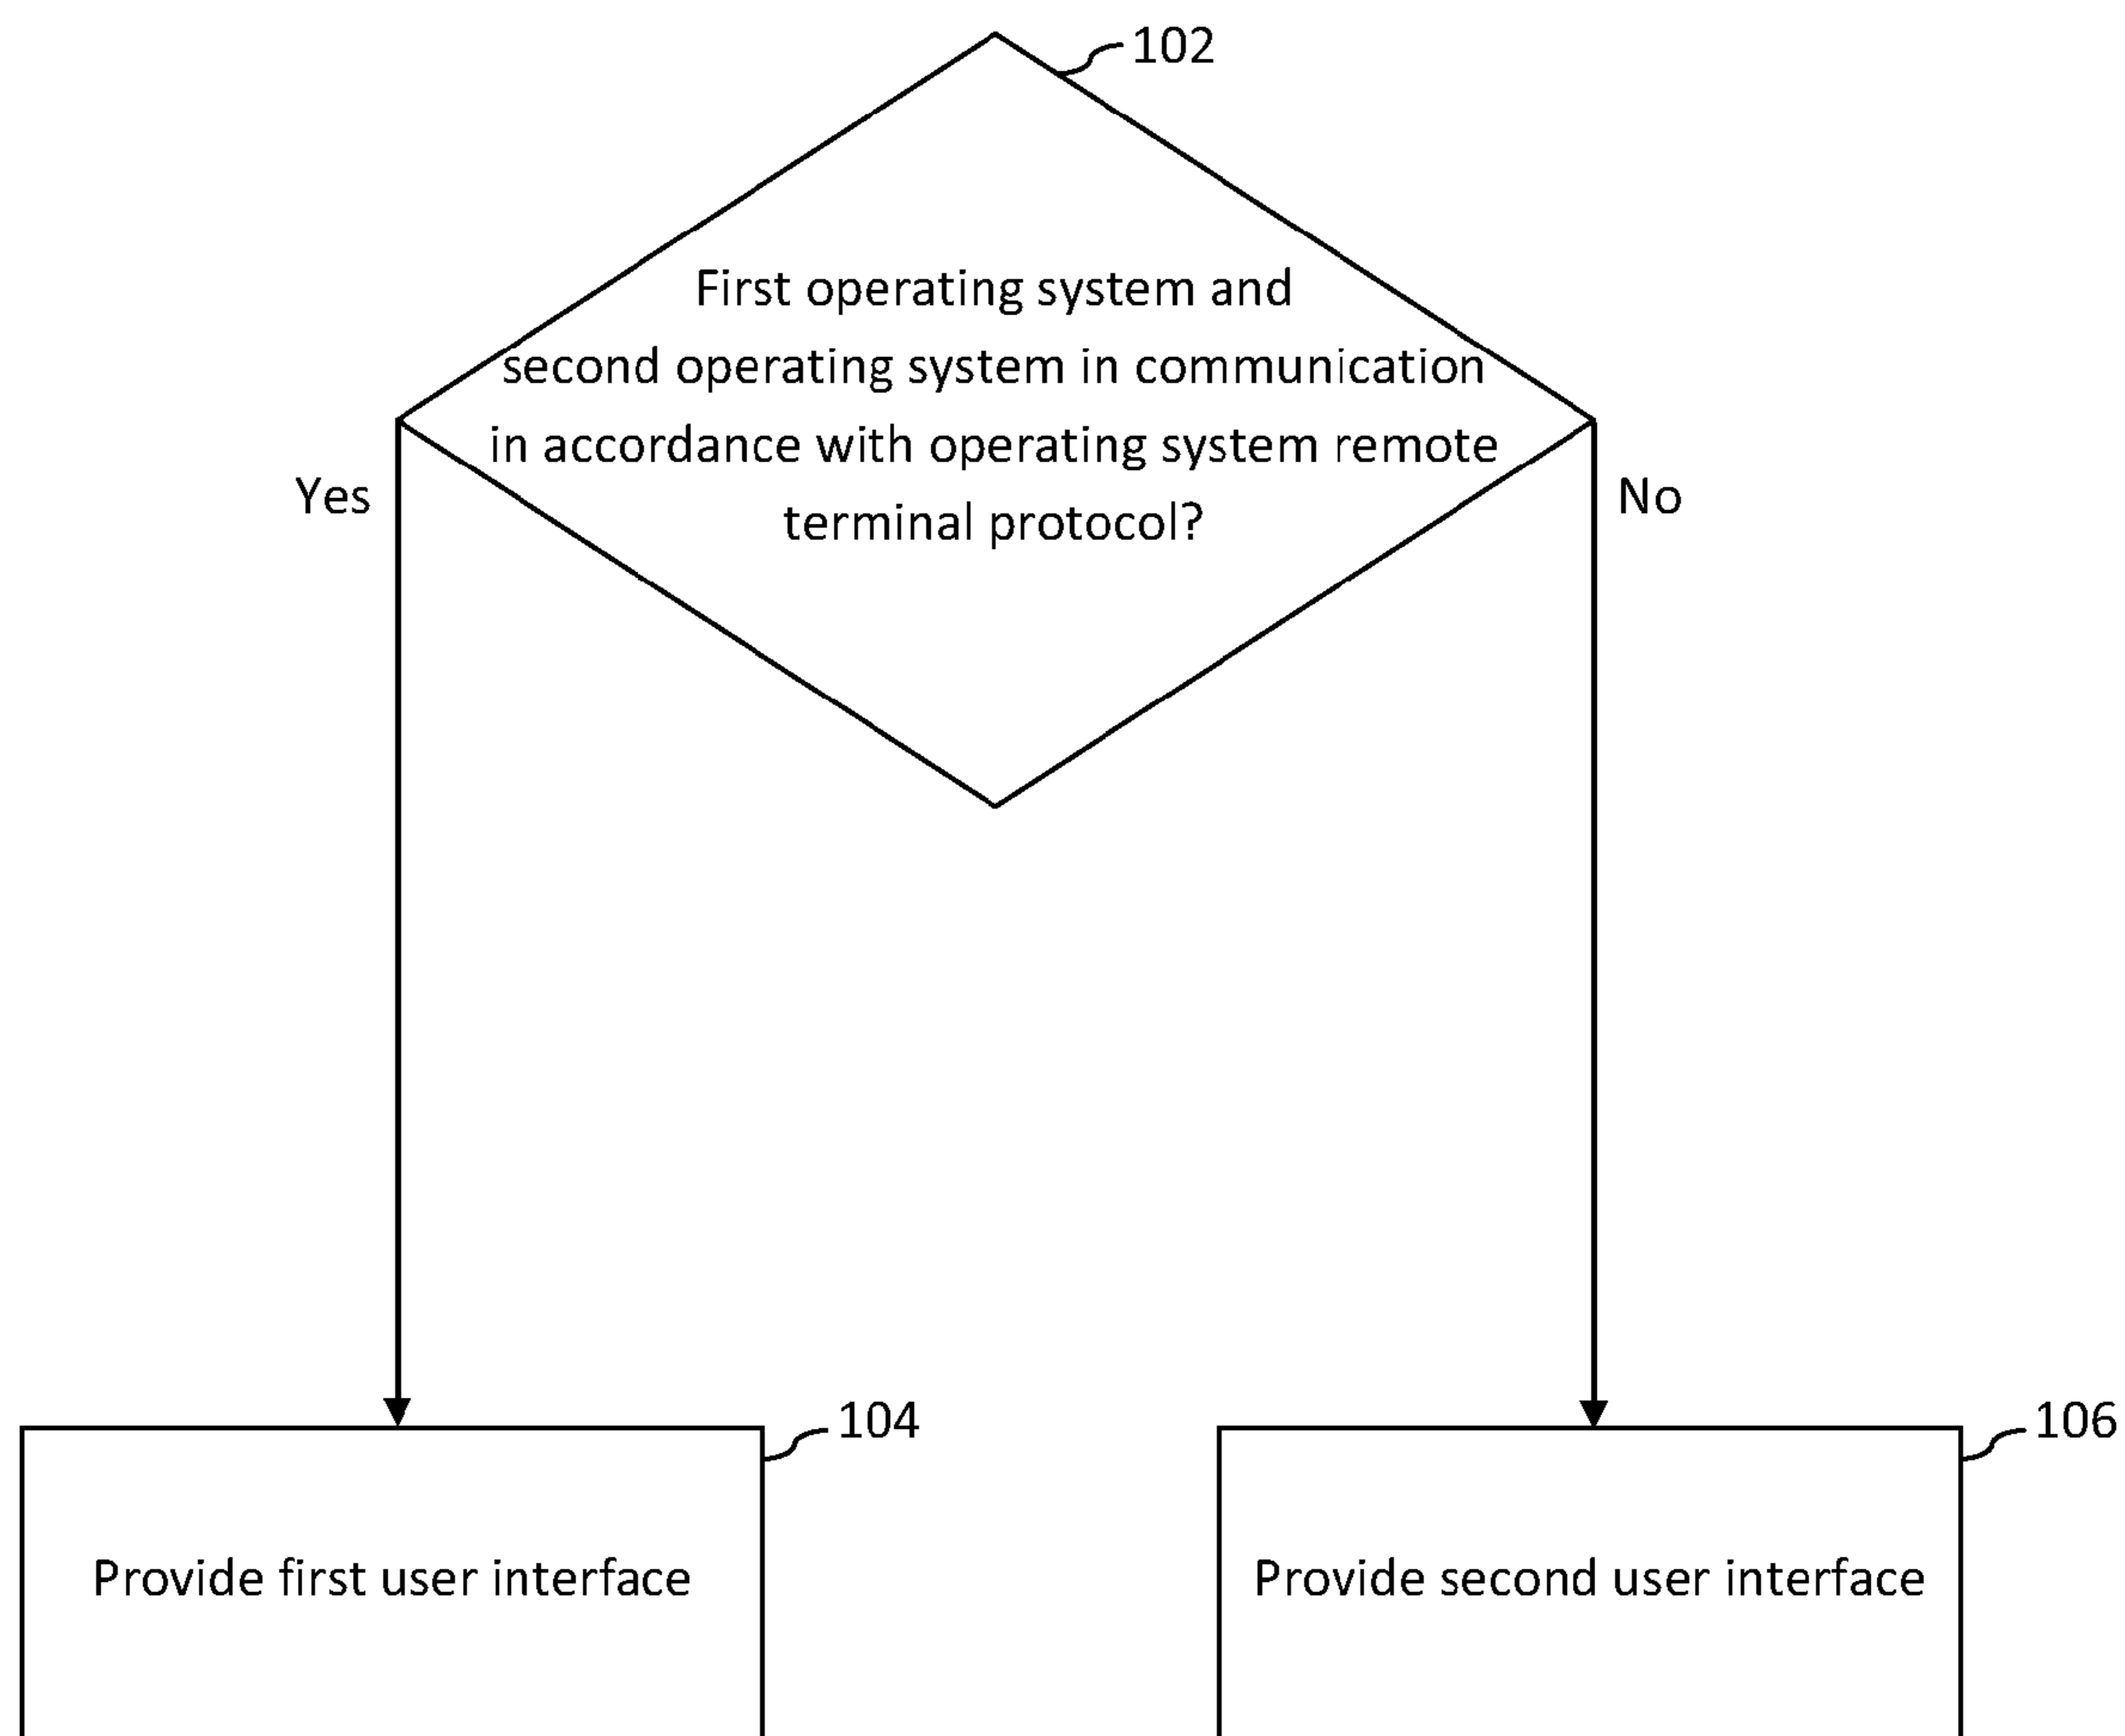 102
First operating system and
second operating system in communication
in accordance with operating system remote
terminal protocol?
Yes
No
104
106
Provide first user interface
Provide second user interface